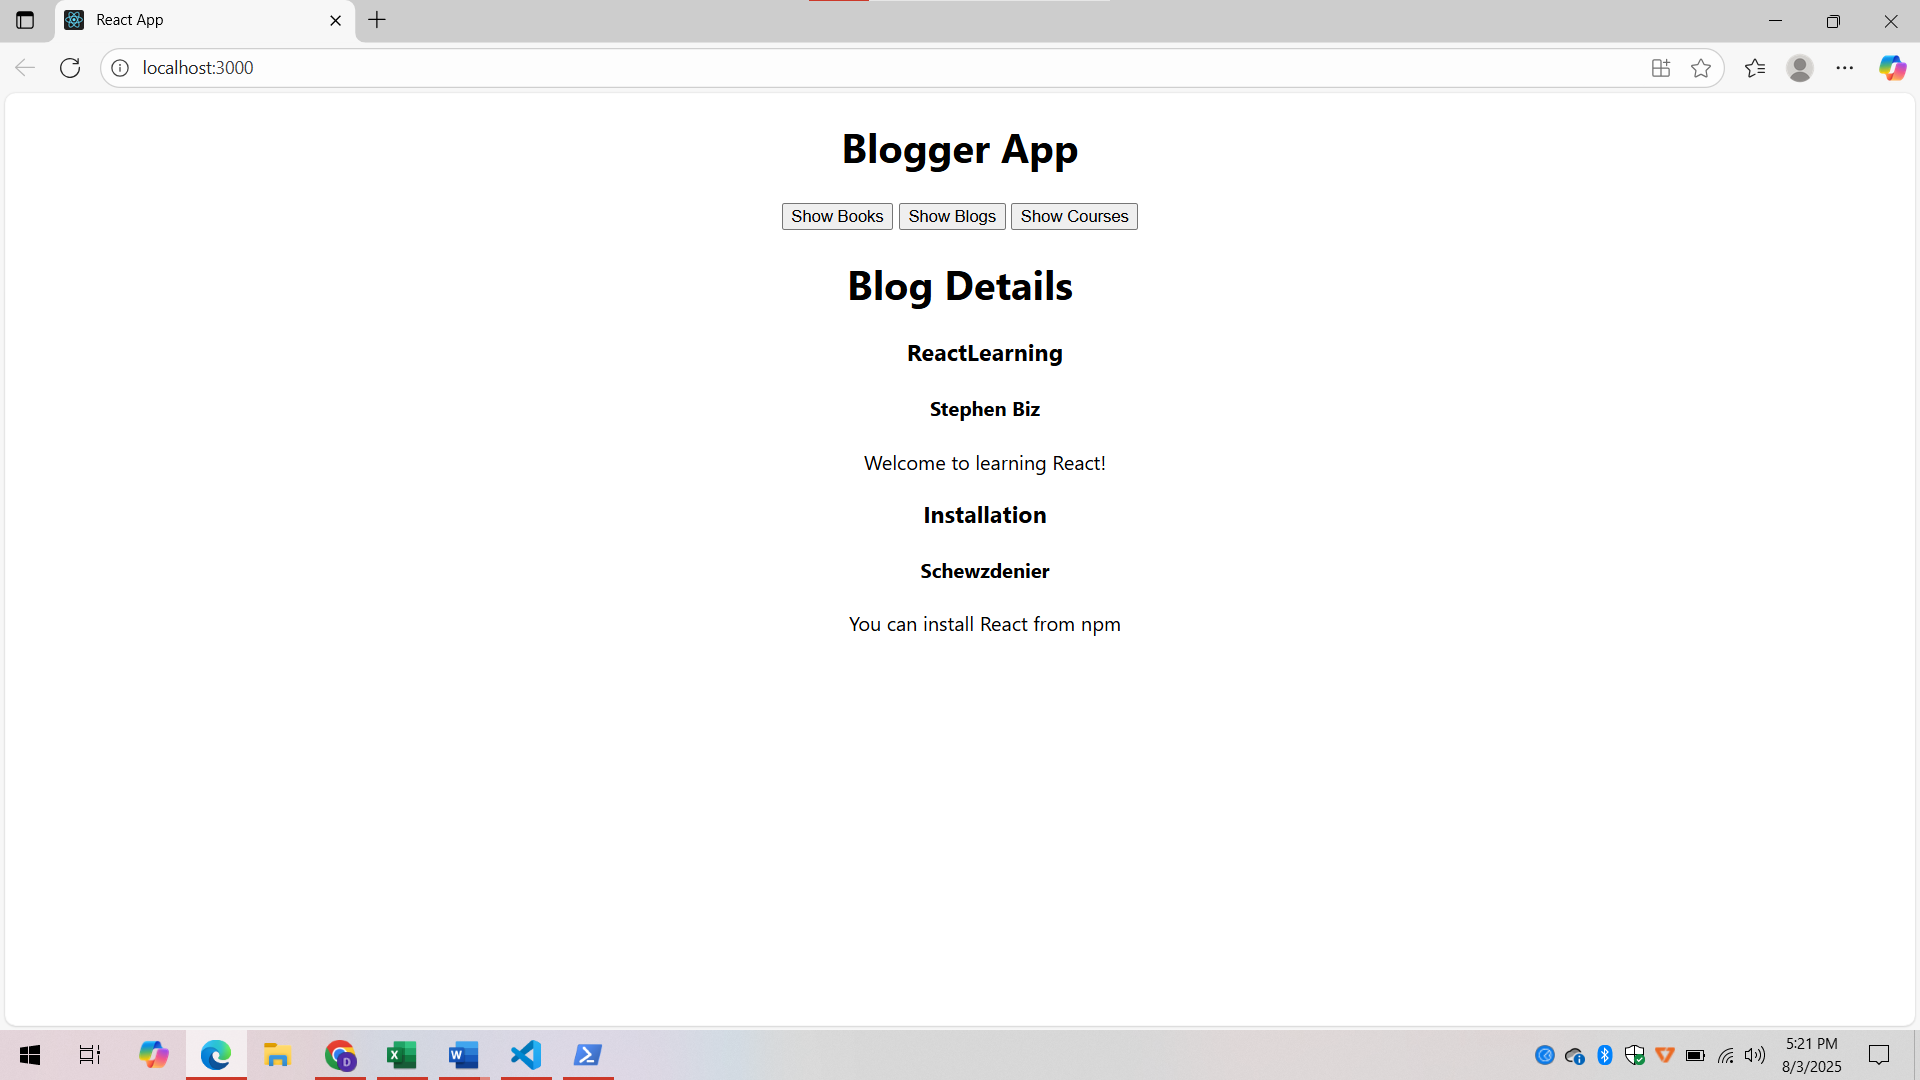 React App
localhost:3000
Blogger App
Show Books Show Blogs Show Courses
Blog Details
ReactLearning
Stephen Biz
Welcome to learning React!
Installation
Schewzdenier
You can install React from npm
D
5:21 PM
8/3/2025